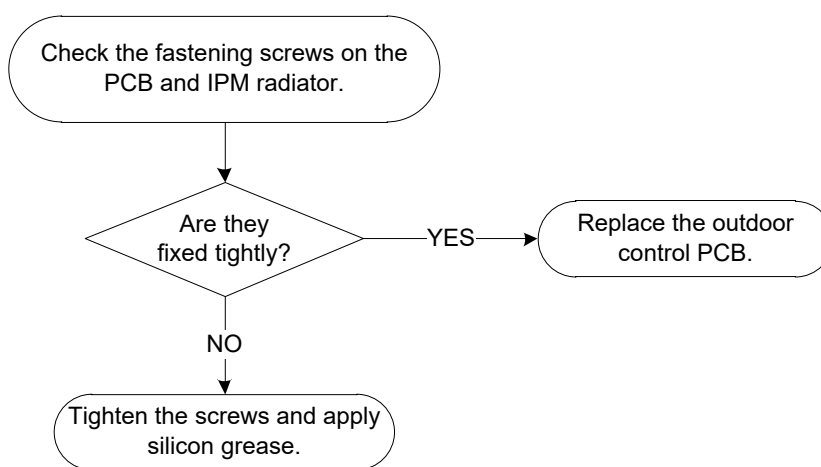 Check the fastening screws on the
PCB and IPM radiator.
Are they
fixed tightly?
YES
Replace the outdoor
control PCB.
NO
Tighten the screws and apply
silicon grease.